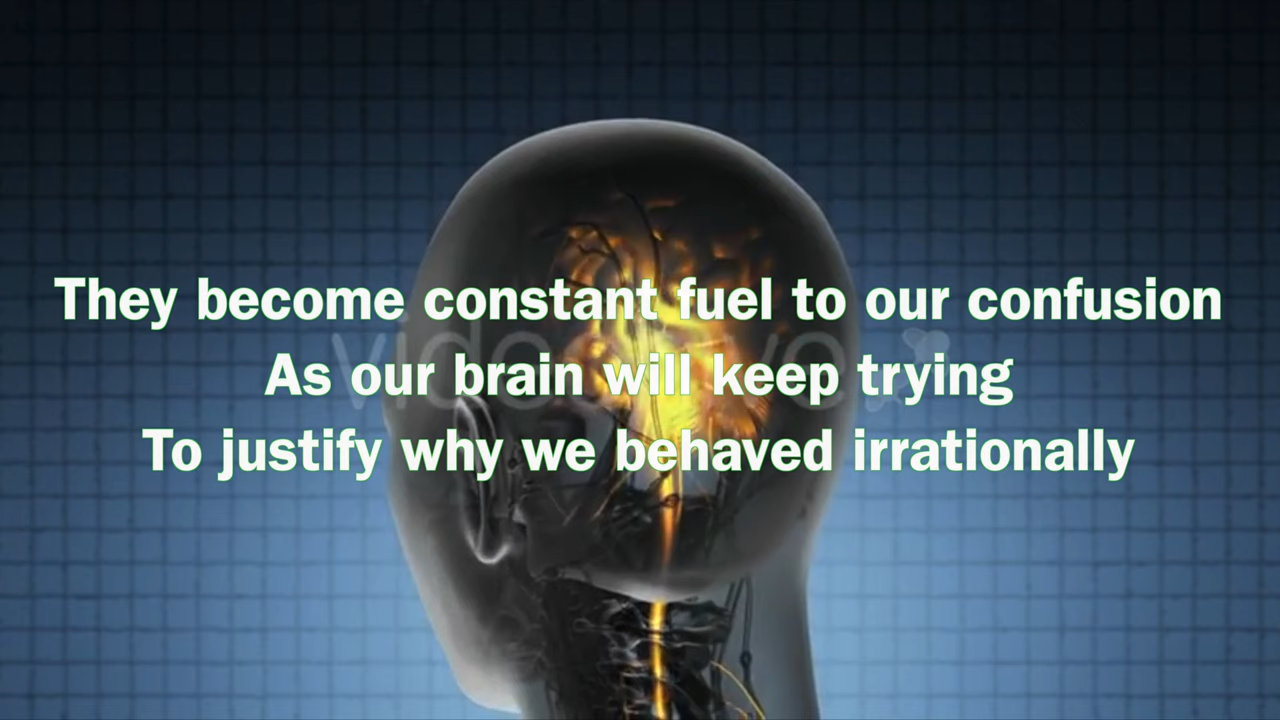 They become constant fuel to our confusion
As our brain will keep trying
To justify why we behaved irrationally